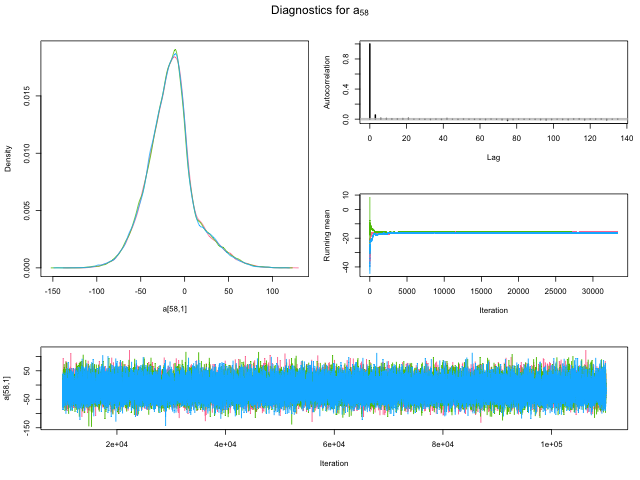 Diagnostics for a58
Density
0.000
0.005
0.010
0.015
-150
-100
-50
0
50
100
a[58,1]
Autocorrelation
0.0
0.4
0.8
0
20
40
60
80
100
120
140
Lag
Running mean
-40
-20
0
10
0
5000
10000
15000
20000
25000
30000
Iteration
a[58,1]
-150
-50
50
2e+04
4e+04
6e+04
8e+04
1e+05
Iteration